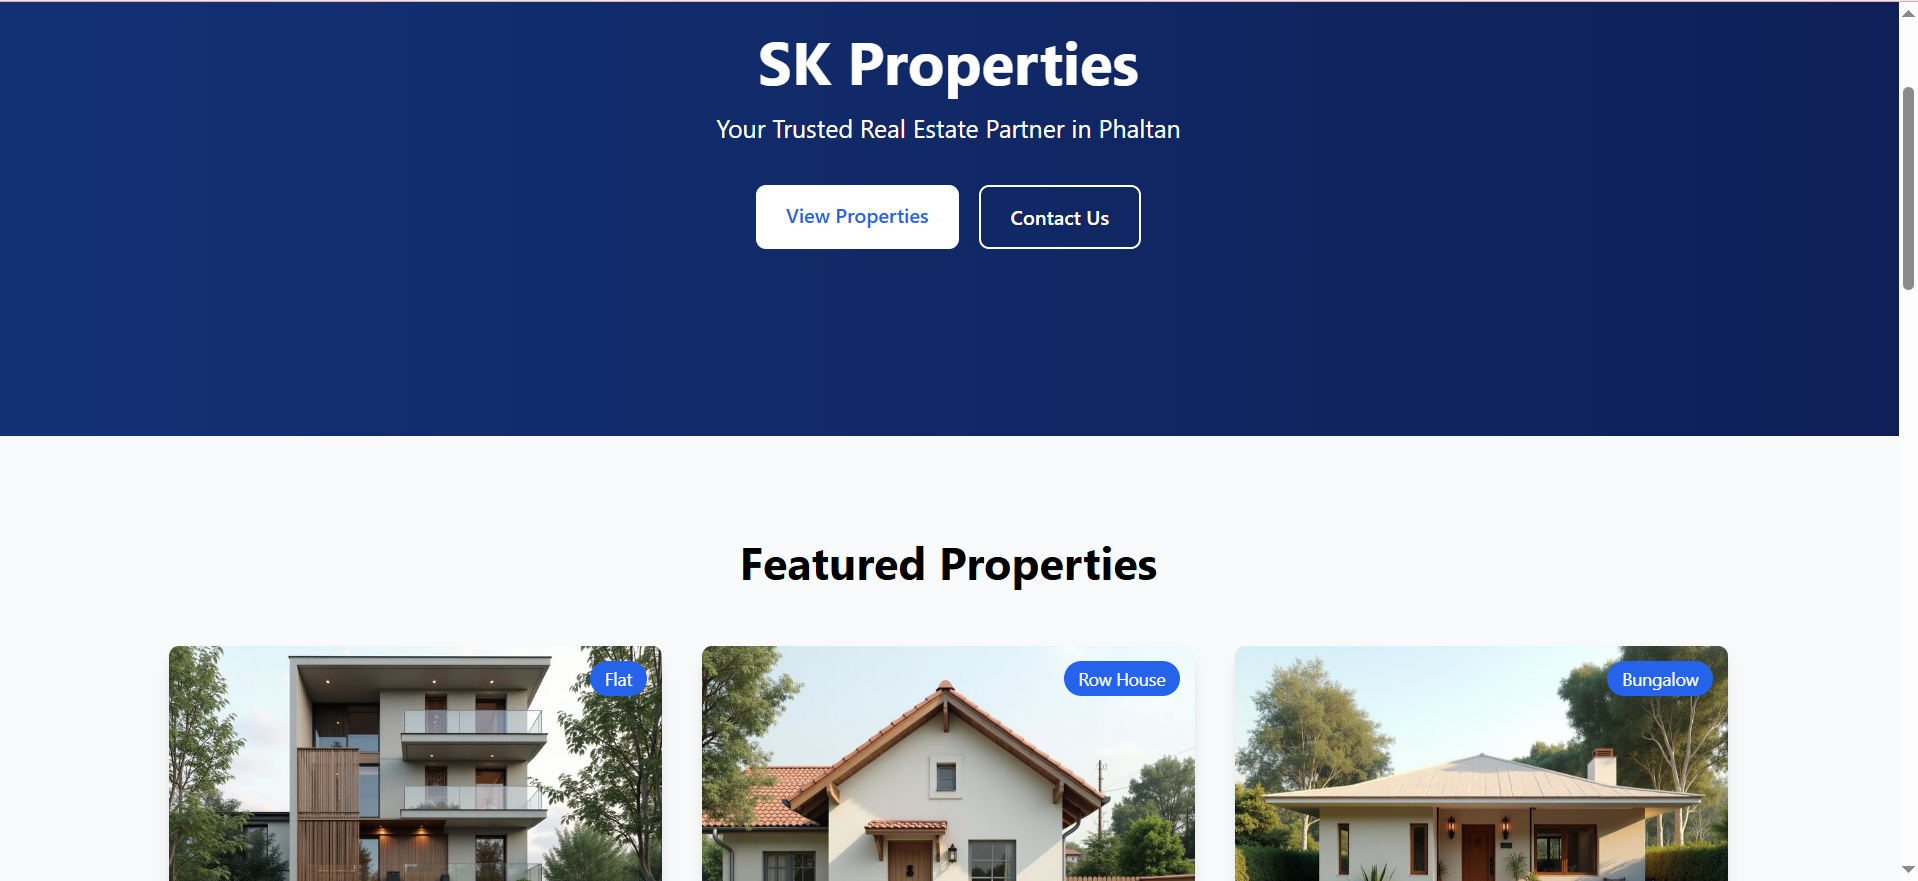 SK Properties
Your Trusted Real Estate Partner in Phaltan
View Properties
Contact Us
Featured Properties
Flat
Row House
Bungalow